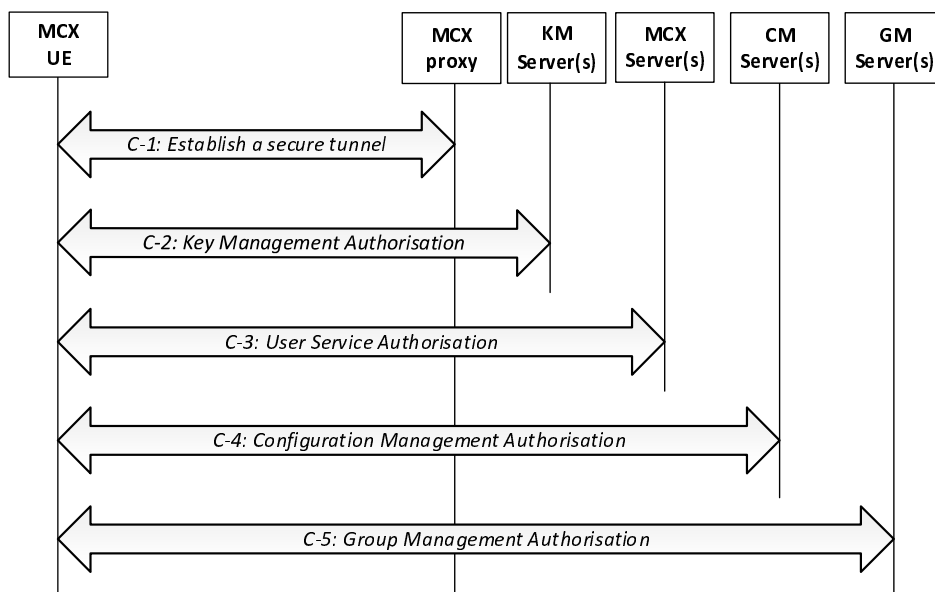 MCX
UE
MCX
proxy
KM
Server(s)
MCX
Server(s)
CM
Server(s)
GM
Server(s)
C-1: Establish a secure tunnel
C-2: Key Management Authorisation
C-3: User Service Authorisation
C-4: Configuration Management Authorisation
C-5: Group Management Authorisation